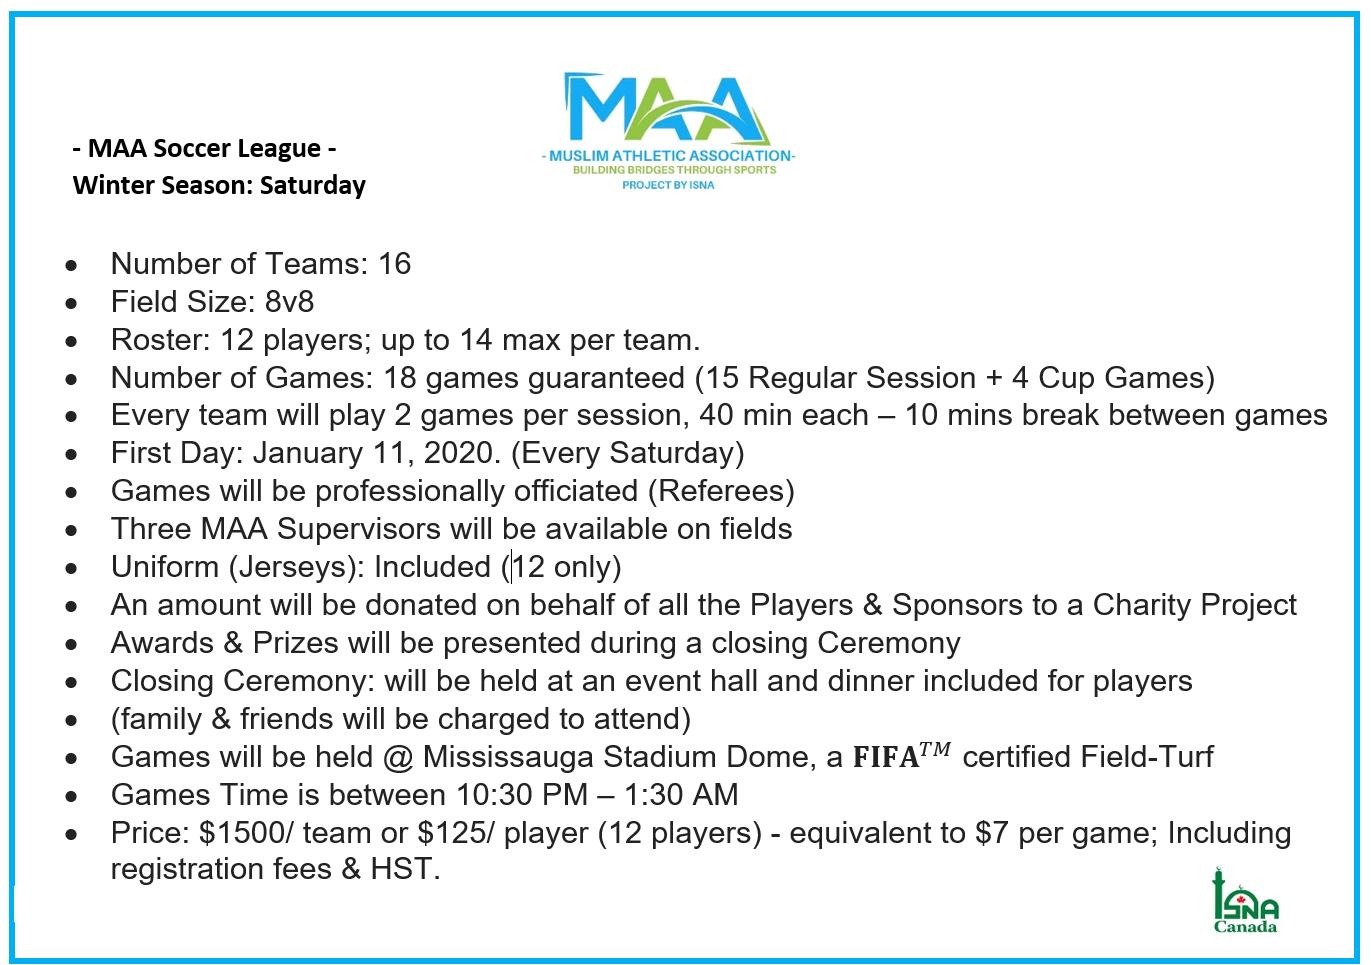 MAA
- MUSLIM ATHLETIC ASSOCIATION-
BUILDING BRIDGES THROUGH SPORTS
PROJECT BY ISNA
- MAA Soccer League -
Winter Season: Saturday
• Number of Teams: 16
• Field Size: 8v8
• Roster: 12 players; up to 14 max per team.
• Number of Games: 18 games guaranteed (15 Regular Session + 4 Cup Games)
• Every team will play 2 games per session, 40 min each – 10 mins break between games
• First Day: January 11, 2020. (Every Saturday)
• Games will be professionally officiated (Referees)
• Three MAA Supervisors will be available on fields
• Uniform (Jerseys): Included (12 only)
• An amount will be donated on behalf of all the Players & Sponsors to a Charity Project
• Awards & Prizes will be presented during a closing Ceremony
• Closing Ceremony: will be held at an event hall and dinner included for players
• (family & friends will be charged to attend)
• Games will be held @ Mississauga Stadium Dome, a FIFA™ certified Field-Turf
• Games Time is between 10:30 PM – 1:30 AM
• Price: $1500/ team or $125/ player (12 players) - equivalent to $7 per game; Including
registration fees & HST.
ISNA
Canada